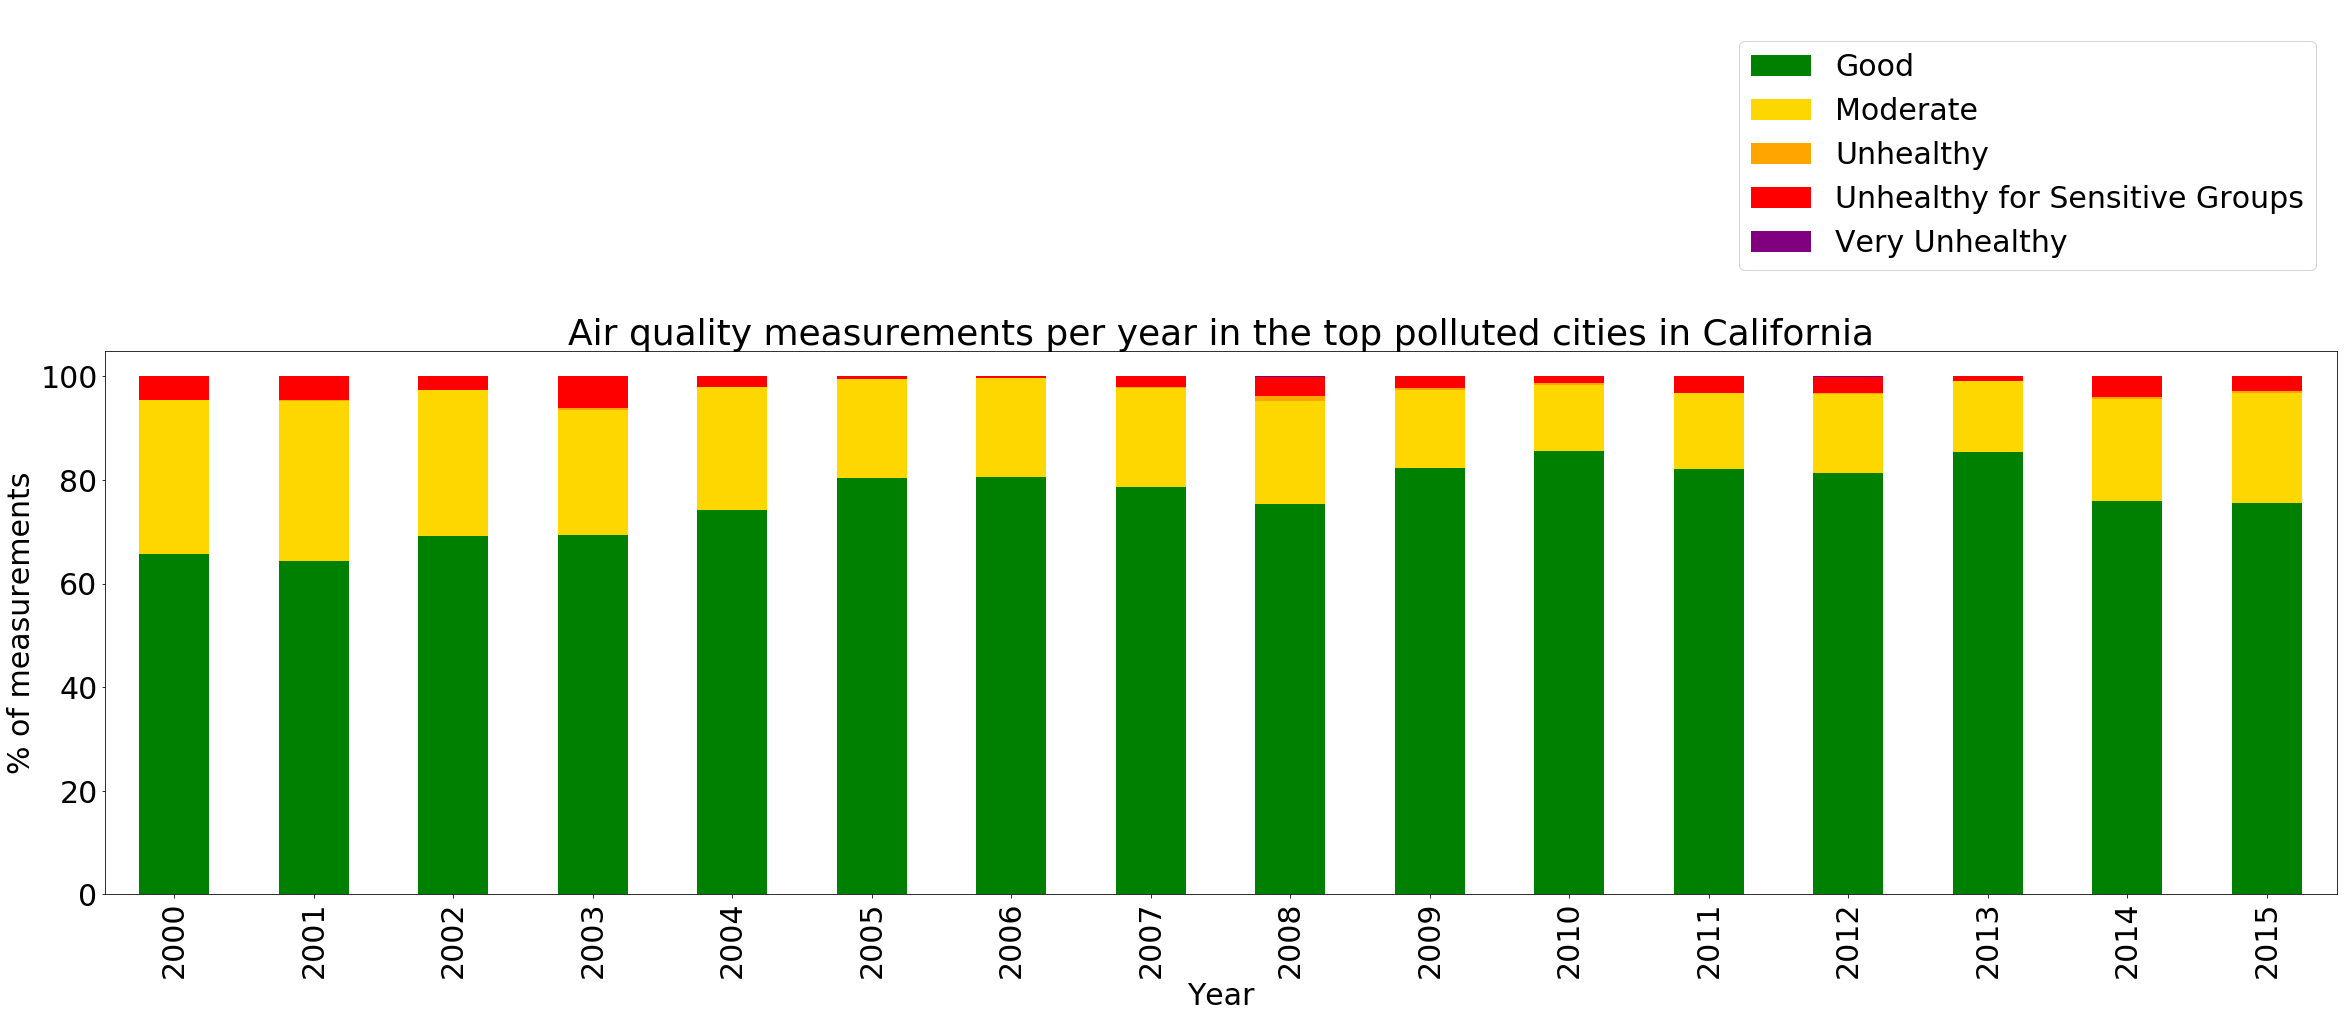 Good
Moderate
Unhealthy
Unhealthy for Sensitive Groups
Very Unhealthy
Air quality measurements per year in the top polluted cities in California
100
80
60
40
20
0
% of measurements
2000
2001
2002
2003
2004
2005
2006
2007
2008
2009
2010
2011
2012
2013
2014
2015
Year